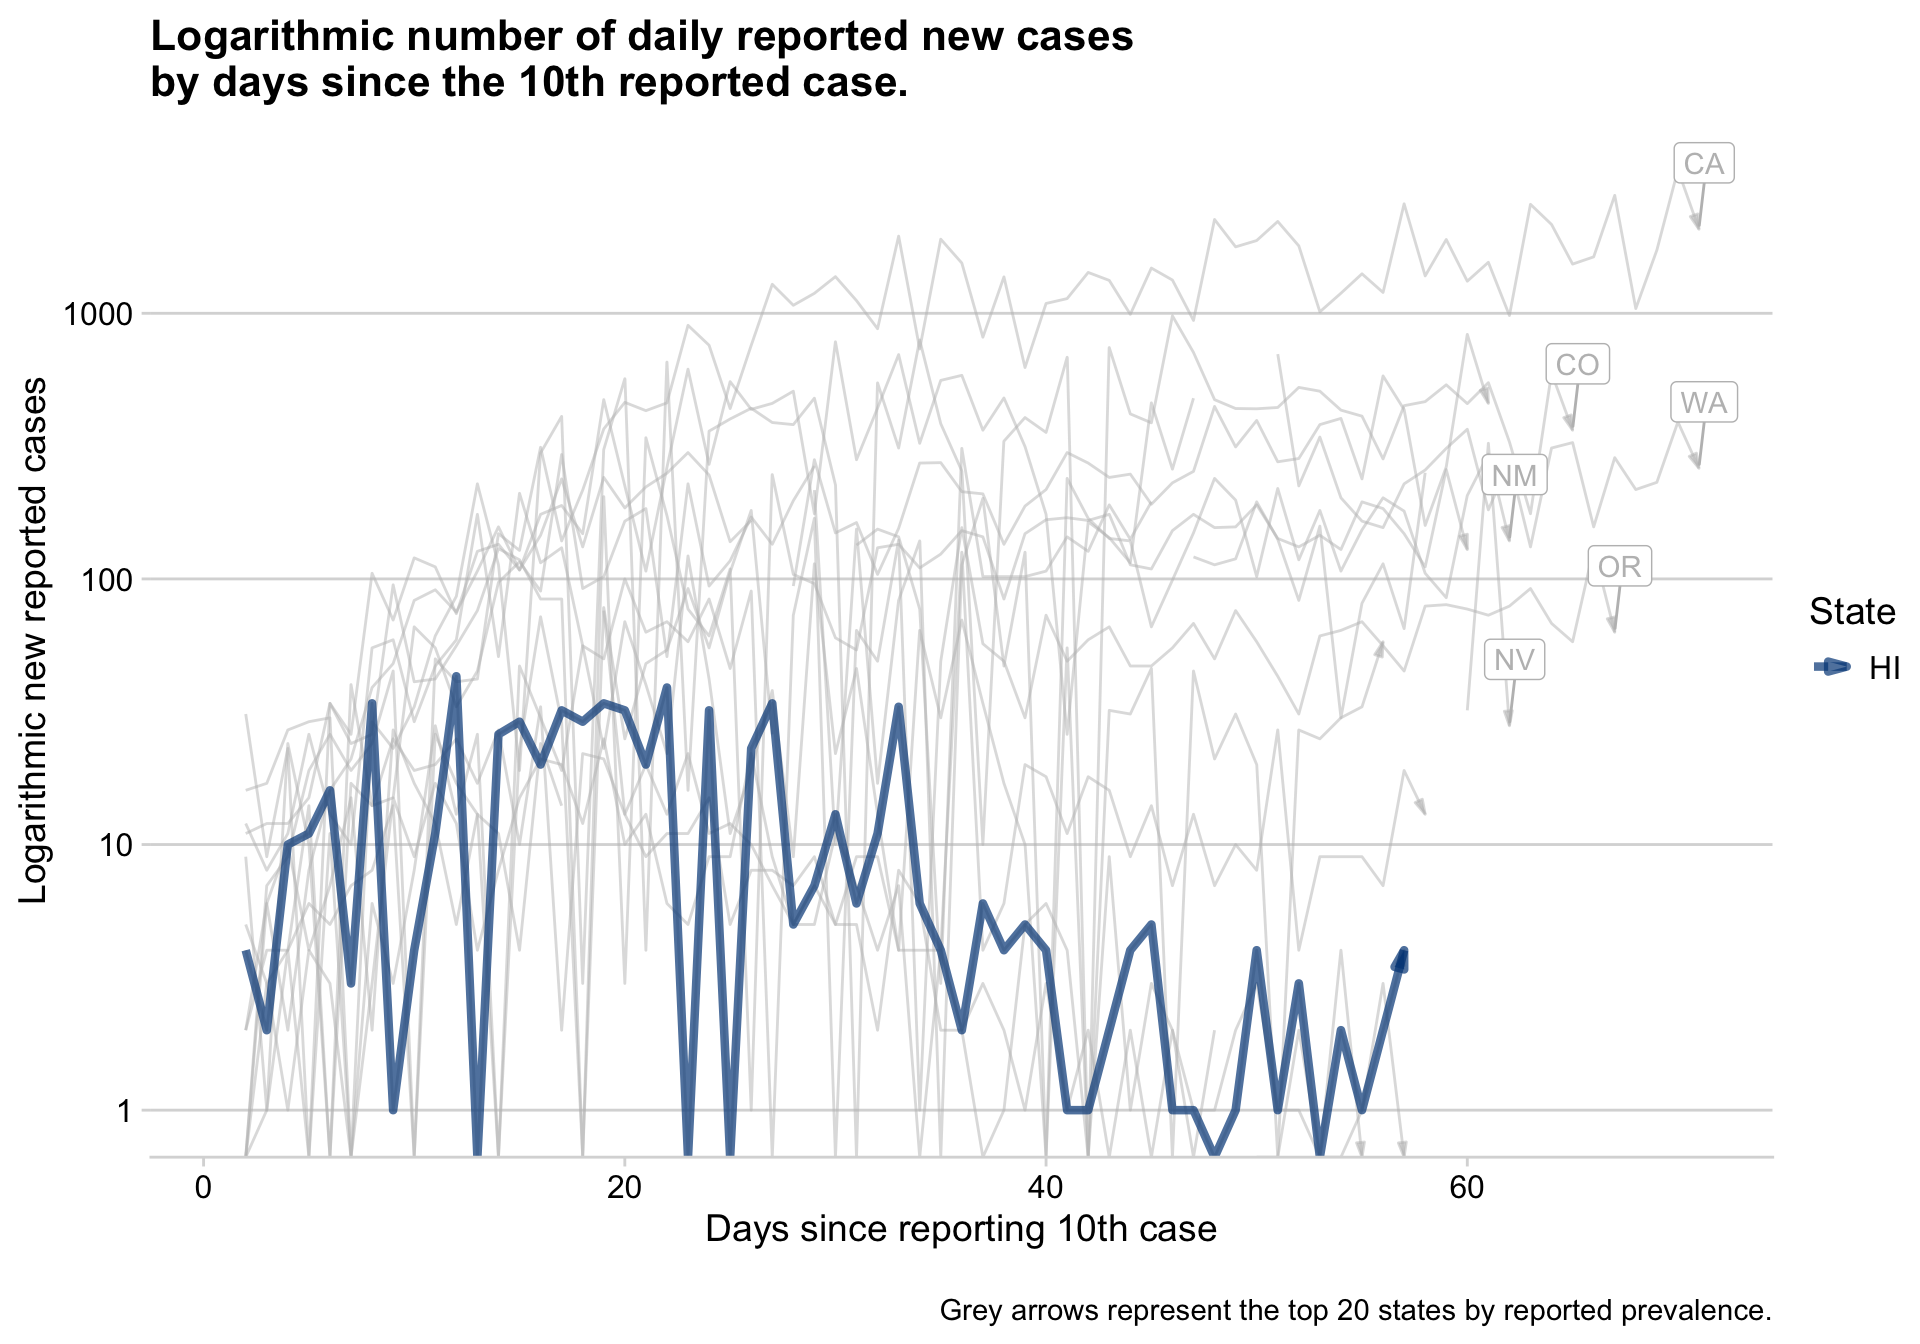 Logarithmic number of daily reported new cases
by days since the 10th reported case.
CA
1000
CO
WA
NM
100
OR
State
NV
HI
10
1
Logarithmic new reported cases
0
20
40
60
Days since reporting 10th case
Grey arrows represent the top 20 states by reported prevalence.